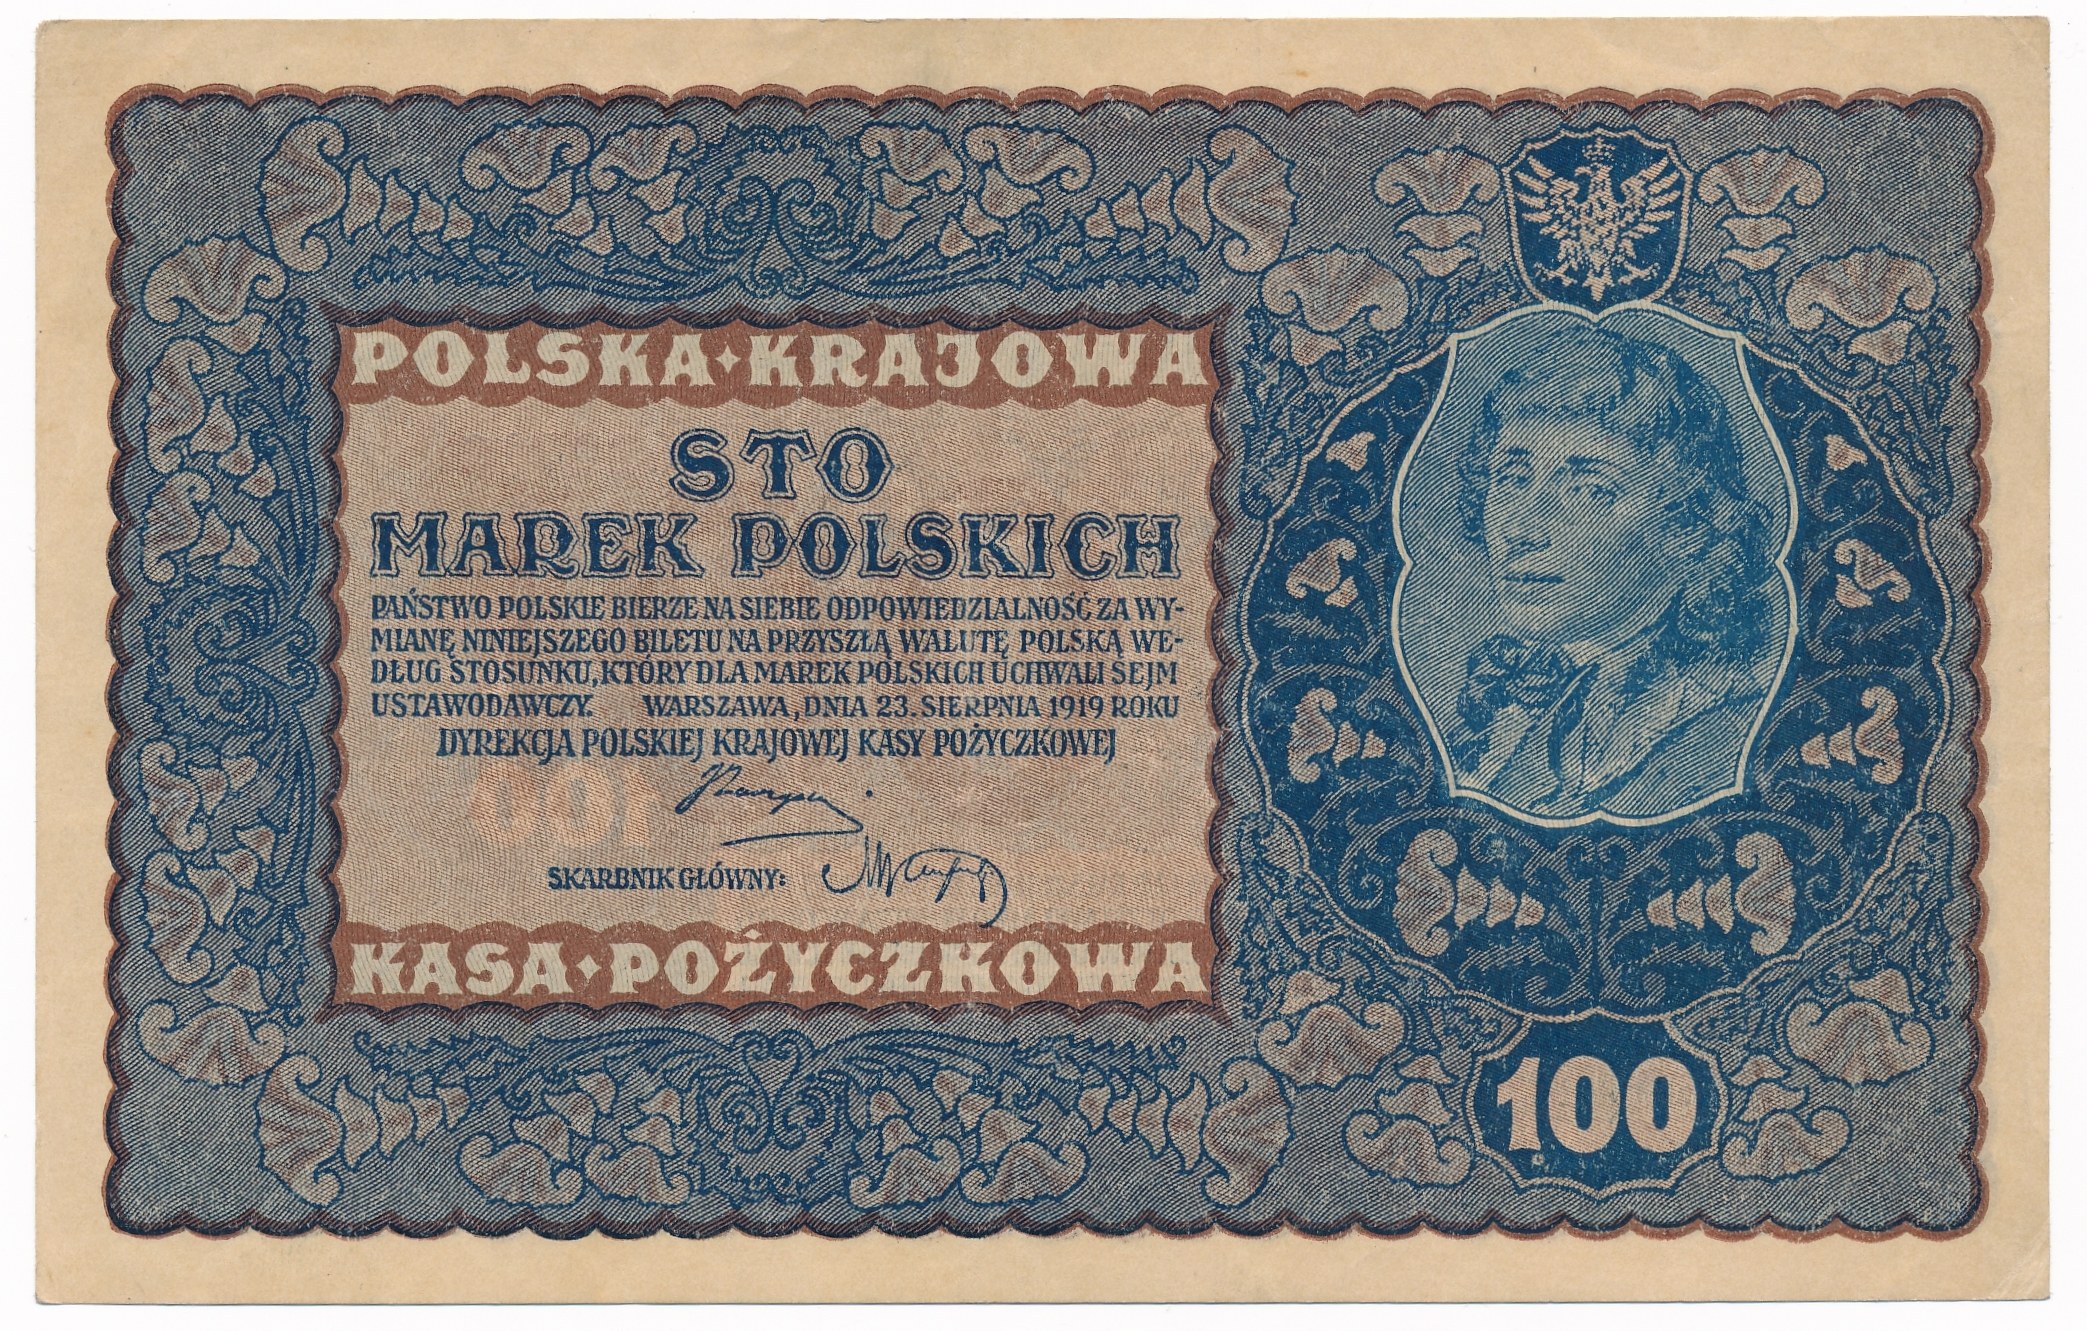 POLSKA·KRAJOWA
STO
MAREK POLSKICH
PAŃSTWO POLSKIE BIERZE NA SIEBIE ODPOWIEDZIALNOŚĆ ZA WY-
MIANĘ NINIEJSZEGO BILETU NA PRZYSZŁĄ WALUTĘ POLSKĄ WE-
DŁUG STOSUNKU, KTÓRY DLA MAREK POLSKICH UCHWALI SEJM
USTAWODAWCZY. WARSZAWA, DNIA 23. SIERPNIA 1919 ROKU
DYREKCJA POLSKIEJ KRAJOWEJ KASY POŻYCZKOWEJ
SKARBNIK GŁÓWNY:
KASA·POŻYCZKOWA
100